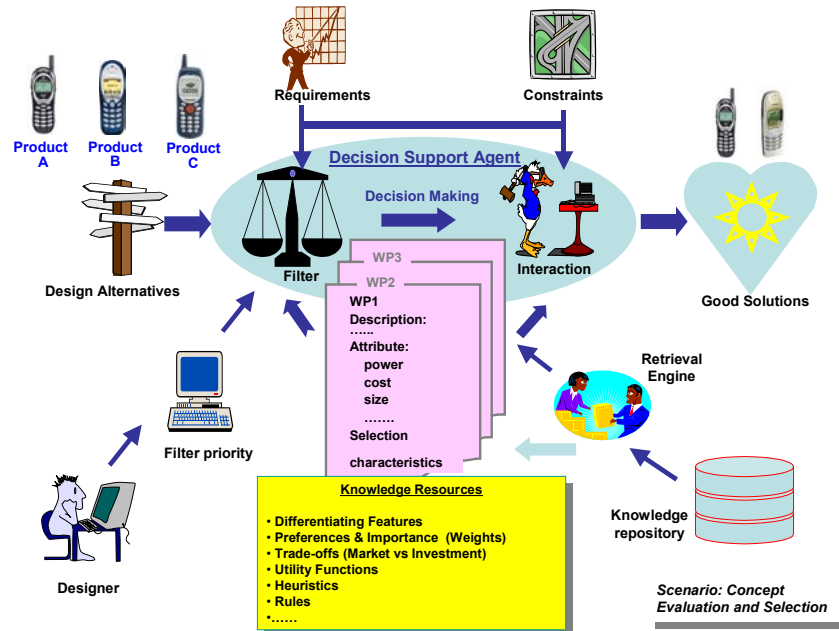 Requirements
Constraints
Product
A
Product
B
Product
C
Decision Support Agent
Decision Making
Filter
Interaction
Design Alternatives
Good Solutions
WP3
WP2
WP1
Description:
......
Attribute:
power
cost
size
.......
Selection
characteristics
Retrieval
Engine
Filter priority
Knowledge
repository
Designer
Knowledge Resources
• Differentiating Features
• Preferences & Importance (Weights)
• Trade-offs (Market vs Investment)
• Utility Functions
• Heuristics
• Rules
•......
Scenario: Concept
Evaluation and Selection